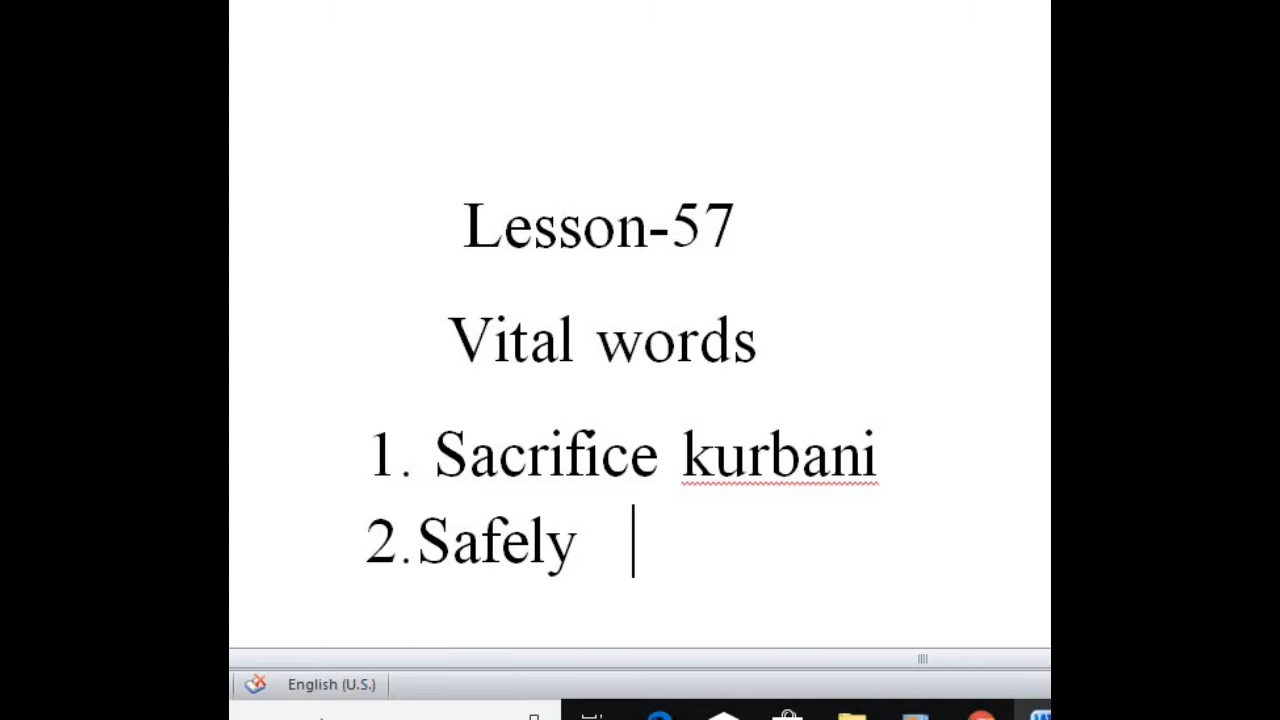 Lesson-57
Vital words
1. Sacrifice kurbani
2.Safely
English (U.S.)